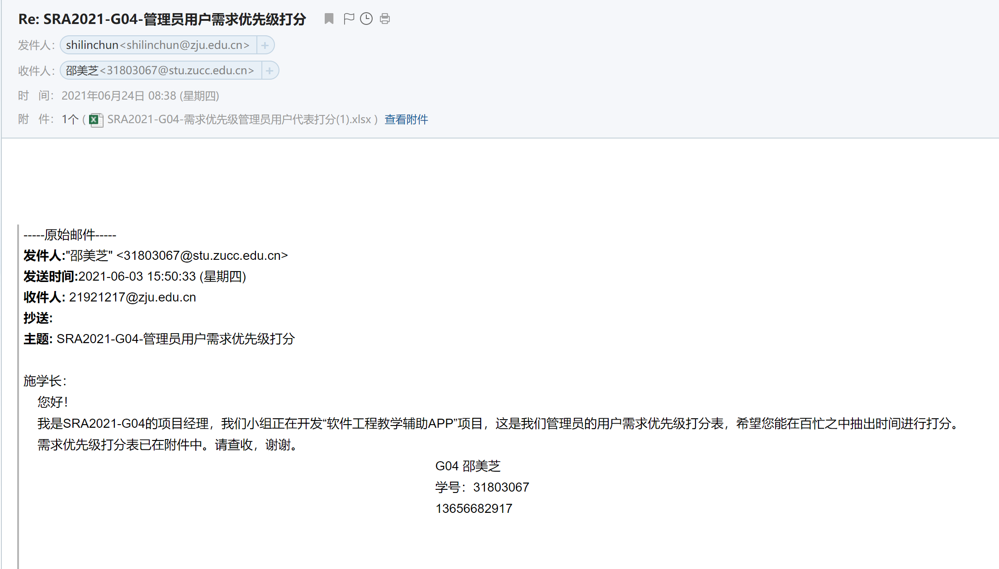 Re: SRA2021-G04-管理员用户需求优先级打分
发件人：shilinchun<shilinchun@zju.edu.cn> +
收件人：邵美芝<31803067@stu.zucc.edu.cn> +
时 间：2021年06月24日 08:38 (星期四)
附 件：1个 ( SRA2021-G04-需求优先级管理员用户代表打分(1).xlsx ) 查看附件
-----原始邮件-----
发件人:"邵美芝" <31803067@stu.zucc.edu.cn>
发送时间:2021-06-03 15:50:33 (星期四)
收件人: 21921217@zju.edu.cn
抄送:
主题: SRA2021-G04-管理员用户需求优先级打分
施学长：
您好！
我是SRA2021-G04的项目经理，我们小组正在开发“软件工程教学辅助APP”项目，这是我们管理员的用户需求优先级打分表，希望您能在百忙之中抽出时间进行打分。
需求优先级打分表已在附件中。请查收，谢谢。
G04 邵美芝
学号：31803067
13656682917